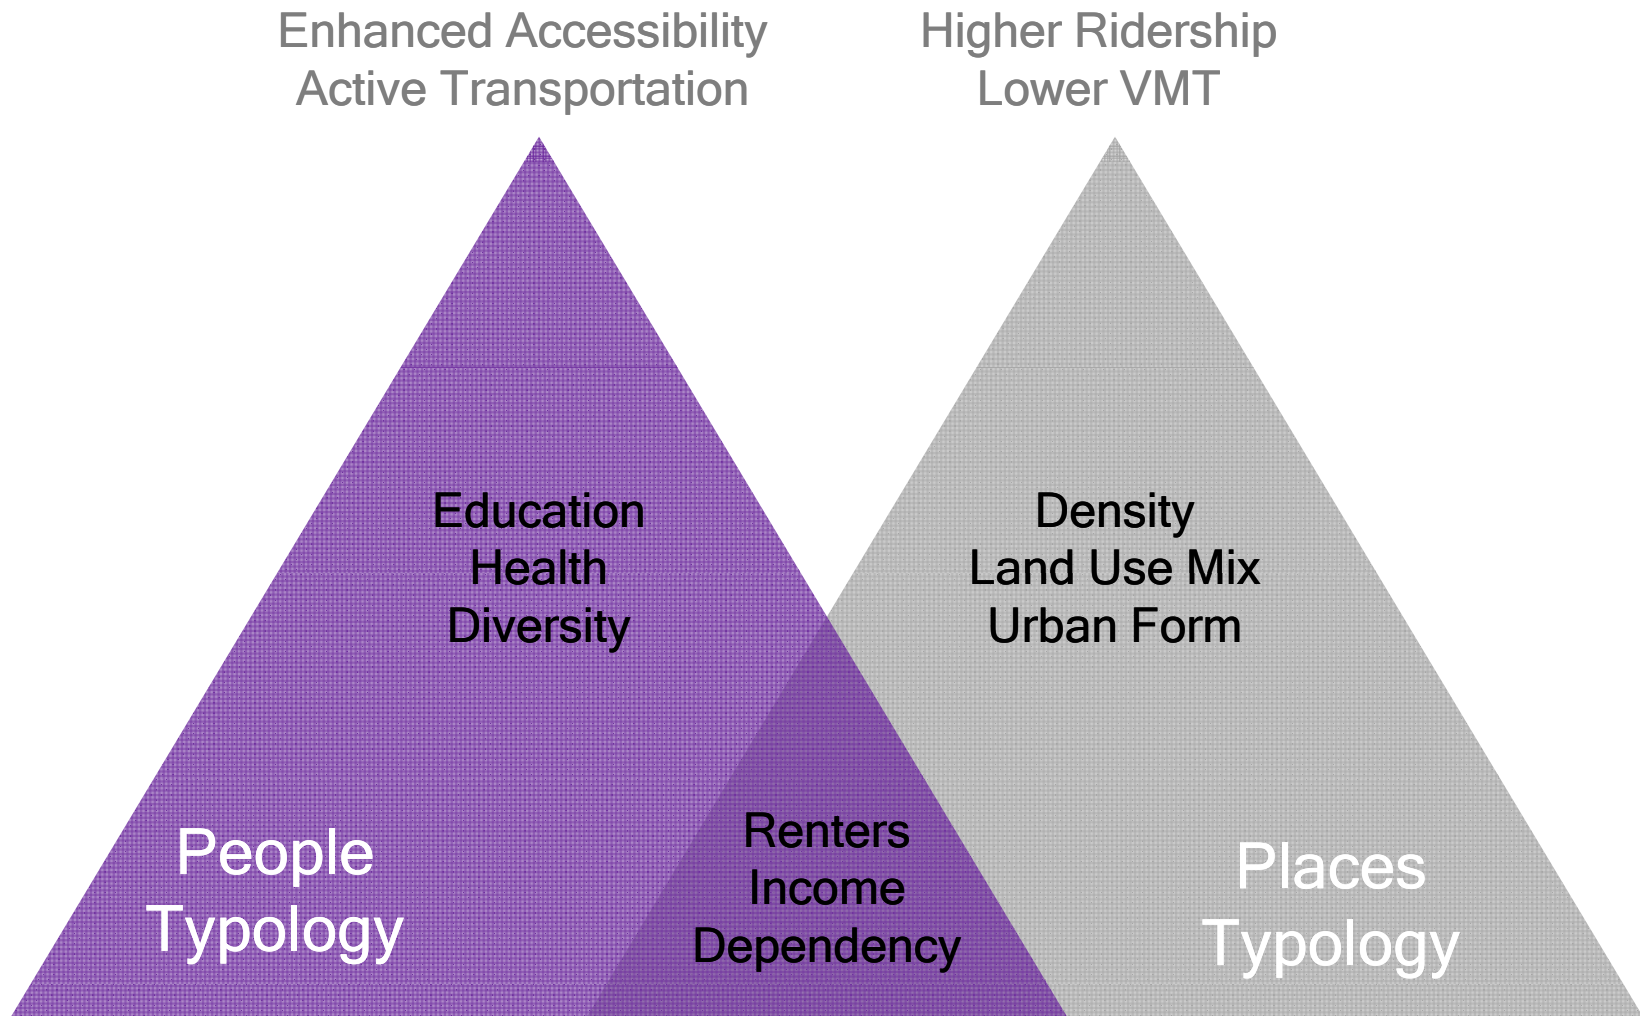 Enhanced Accessibility
Active Transportation
Higher Ridership
Lower VMT
Education
Health
Diversity
Density
Land Use Mix
Urban Form
People
Typology
Renters
Income
Dependency
Places
Typology